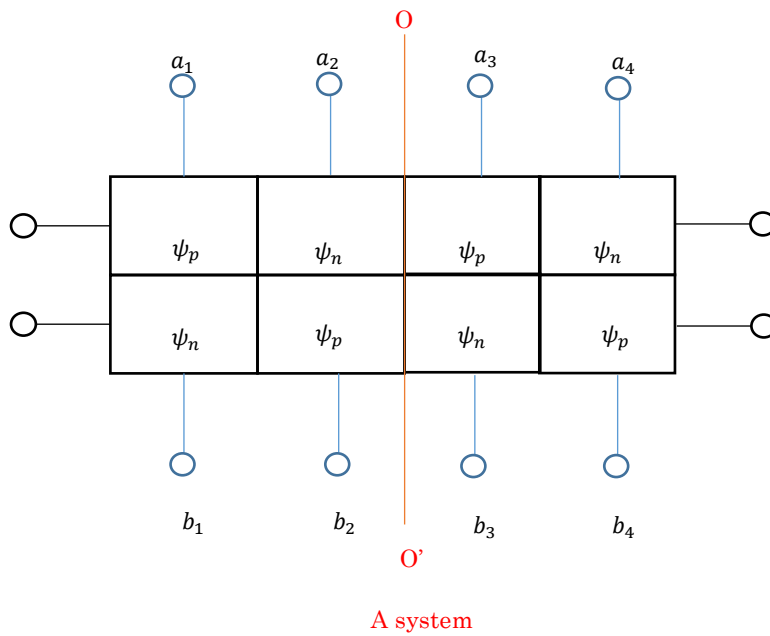 O
a₁ a₂ a₃ a₄
ψₚ ψₙ ψₚ ψₙ
ψₙ ψₚ ψₙ ψₚ
b₁ b₂ b₃ b₄
O’
A system